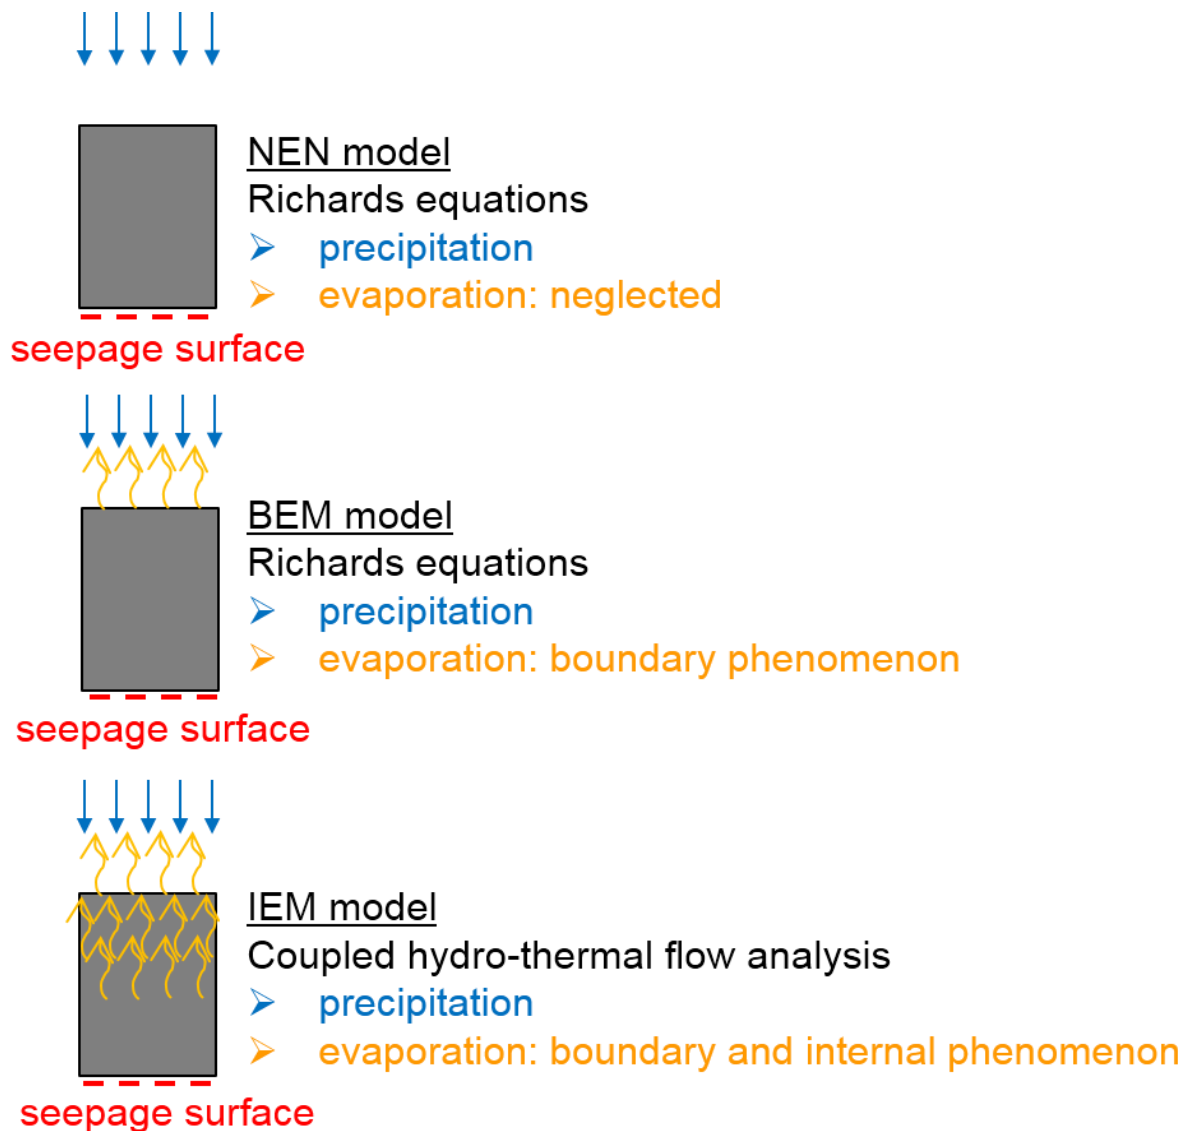 NEN model
Richards equations
➢ precipitation
➢ evaporation: neglected
seepage surface
BEM model
Richards equations
➢ precipitation
➢ evaporation: boundary phenomenon
seepage surface
IEM model
Coupled hydro-thermal flow analysis
➢ precipitation
➢ evaporation: boundary and internal phenomenon
seepage surface